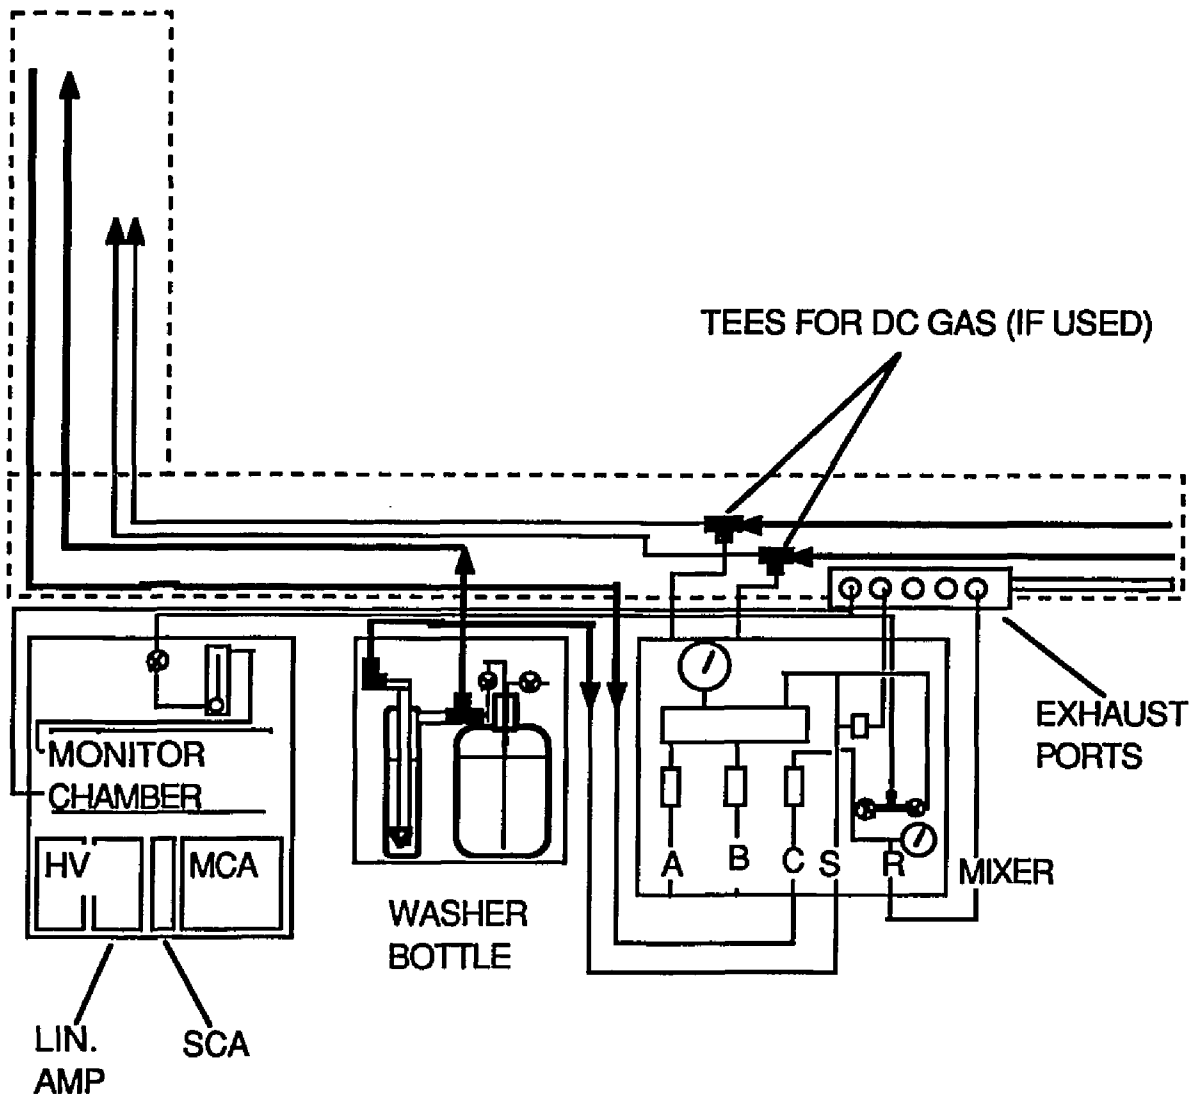 TEES FOR DC GAS (IF USED)
EXHAUST
PORTS
MONITOR
CHAMBER
HV
MCA
A
B
C
S
R
MIXER
WASHER
BOTTLE
LIN.
AMP
SCA